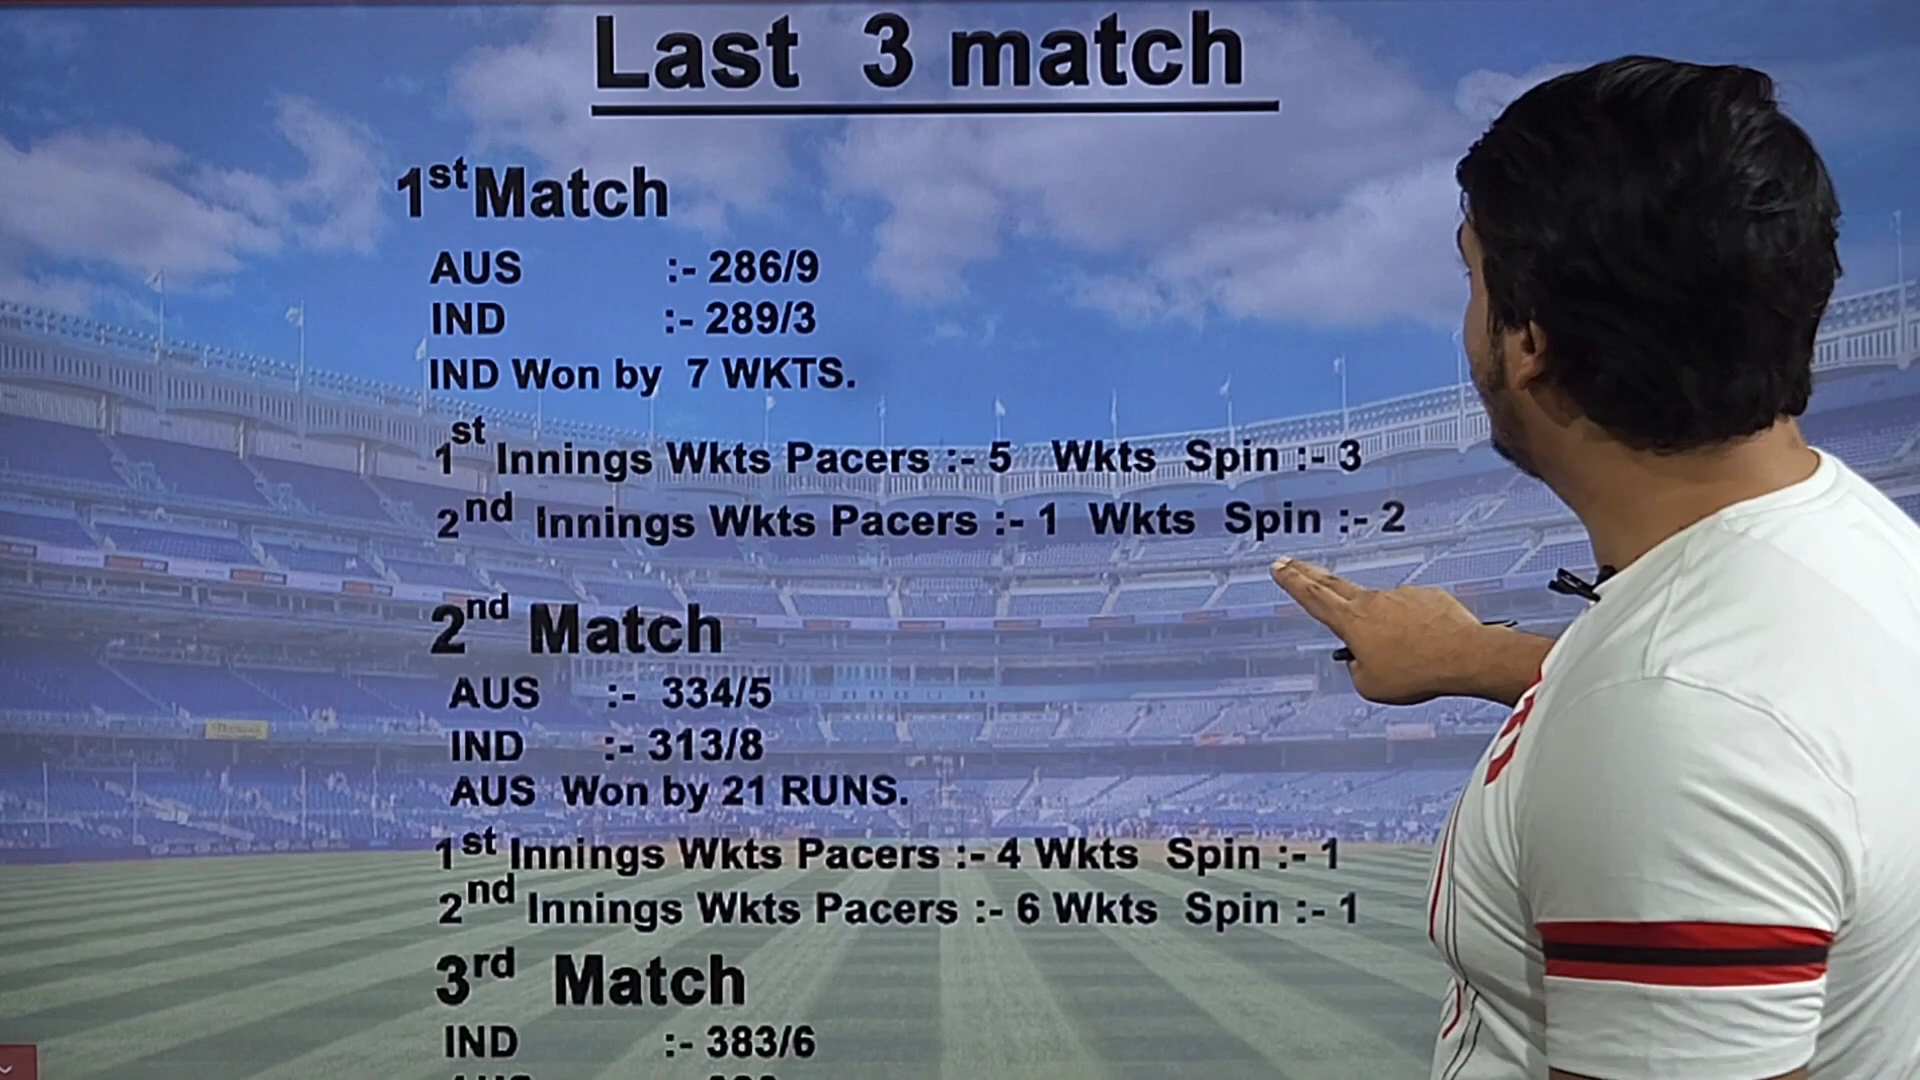 Last 3 match
1st Match
AUS :- 286/9
IND :- 289/3
IND Won by 7 WKTS.
1st Innings Wkts Pacers :- 5 Wkts Spin :- 3
2nd Innings Wkts Pacers :- 1 Wkts Spin :- 2
2nd Match
AUS :- 334/5
IND :- 313/8
AUS Won by 21 RUNS.
1st Innings Wkts Pacers :- 4 Wkts Spin :- 1
2nd Innings Wkts Pacers :- 6 Wkts Spin :- 1
3rd Match
IND :- 383/6